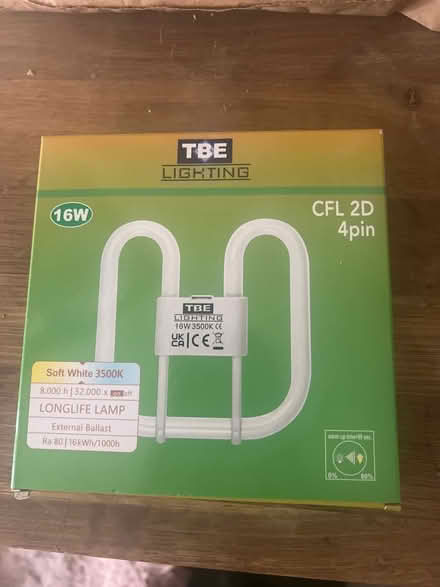 TBE
LIGHTING
16W
CFL 2D
4pin
TBE
LIGHTING
16W 3500K CE
UK
CA
CE
Soft White 3500K
8.000 h | 32.000 x on off
LONGLIFE LAMP
External Ballast
Ra 80 | 16kWh/1000h
0%